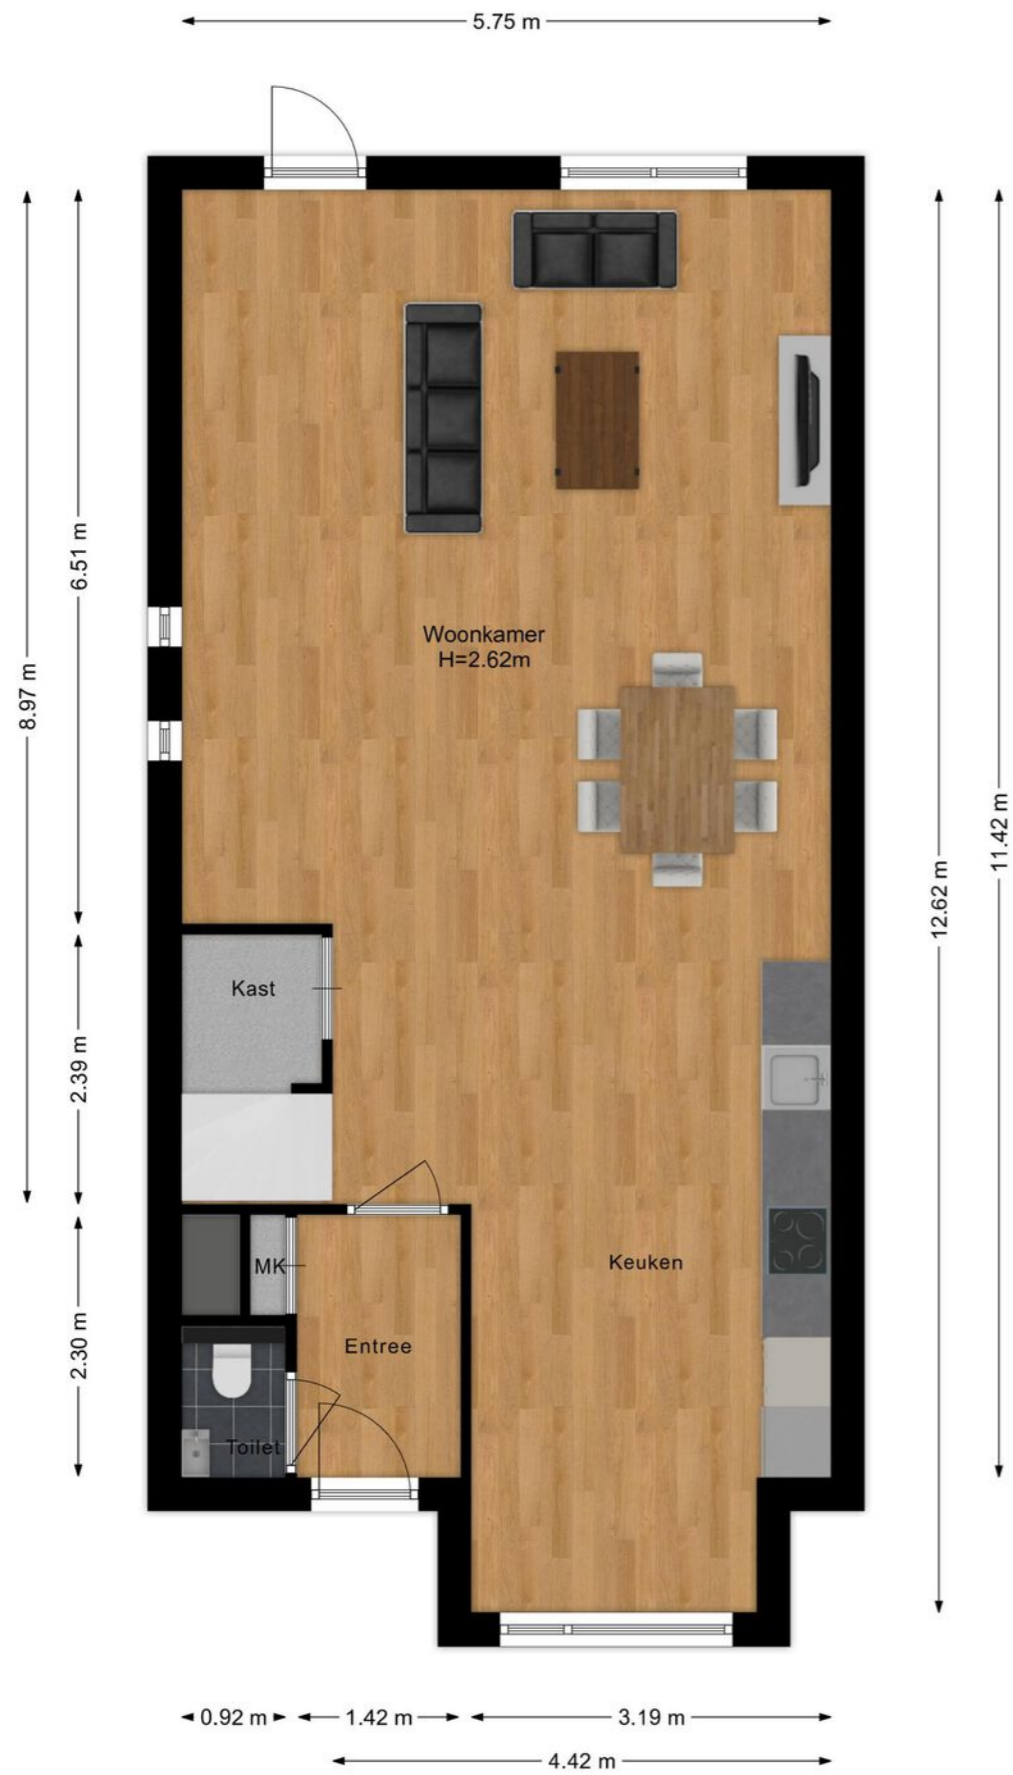 5.75 m
6.51 m
8.97 m
Woonkamer
H=2.62m
11.42 m
12.62 m
Kast
2.39 m
MK
Keuken
Entree
2.30 m
Toilet
0.92 m
1.42 m
3.19 m
4.42 m